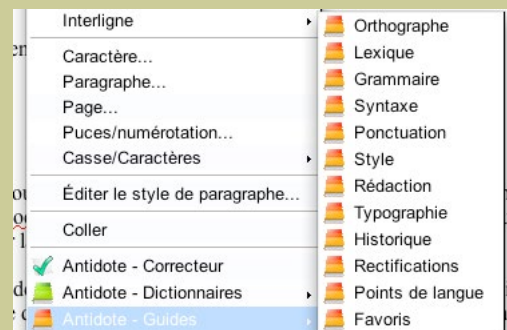 Interligne
Caractère...
Paragraphe...
Page...
Puces/numérotation...
Casse/Caractères
Éditer le style de paragraphe...
Coller
Antidote - Correcteur
Antidote - Dictionnaires
Antidote - Guides
Orthographe
Lexique
Grammaire
Syntaxe
Ponctuation
Style
Rédaction
Typographie
Historique
Rectifications
Points de langue
Favoris